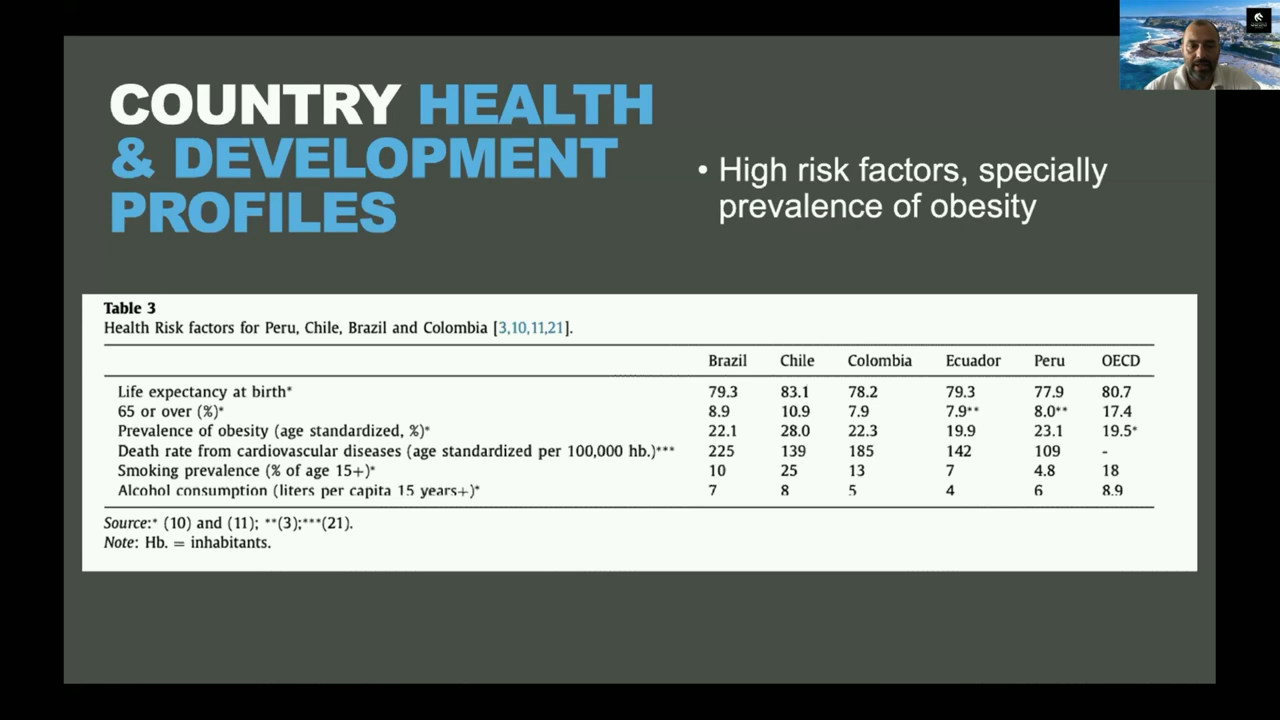 COUNTRY HEALTH
& DEVELOPMENT
PROFILES
• High risk factors, specially
prevalence of obesity
Table 3
Health Risk factors for Peru, Chile, Brazil and Colombia [3,10,11,21].
Brazil Chile Colombia Ecuador Peru OECD
Life expectancy at birth* 79.3 83.1 78.2 79.3 77.9 80.7
65 or over (%)* 8.9 10.9 7.9 7.9** 8.0** 17.4
Prevalence of obesity (age standardized, %)* 22.1 28.0 22.3 19.9 23.1 19.5*
Death rate from cardiovascular diseases (age standardized per 100,000 hb.)*** 225 139 185 142 109 -
Smoking prevalence (% of age 15+)* 10 25 13 7 4.8 18
Alcohol consumption (liters per capita 15 years+)* 7 8 5 4 6 8.9
Source:* (10) and (11); **(3);***(21).
Note: Hb. = inhabitants.